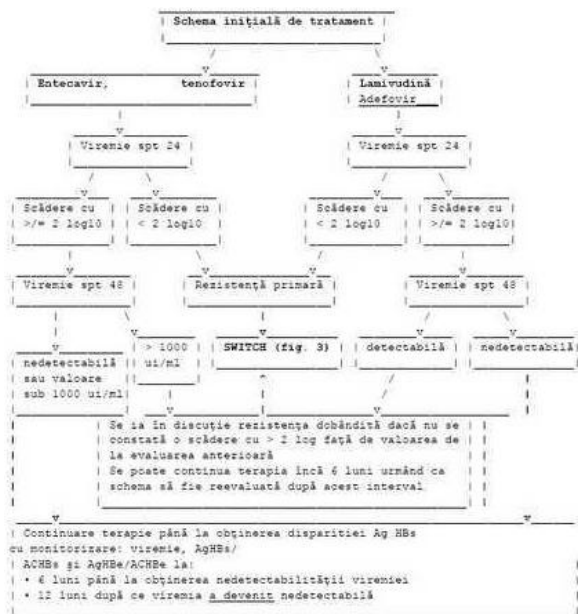 Schema inițială de tratament
Entecavir, tenofovir
Lamivudină
Adefovir
Viremie spt 24
Viremie spt 24
Scădere cu
>/= 2 log10
Scădere cu
< 2 log10
Scădere cu
< 2 log10
Scădere cu
>/= 2 log10
Viremie spt 48
Rezistență primară
Viremie spt 48
nedetectabilă
sau valoare
sub 1000 ui/ml
> 1000
ui/ml
SWITCH (fig. 3)
detectabilă
nedetectabilă
Se ia în discuție rezistența dobândită dacă nu se
constată o scădere cu > 2 log față de valoarea de
la evaluarea anterioară
Se poate continua terapia încă 6 luni urmând ca
schema să fie reevaluată după acest interval
Continuare terapie până la obținerea dispariției Ag HBs
cu monitorizare: viremie, AgHBs/
ACHBs și AgHBe/ACHBe la:
• 6 luni până la obținerea nedetectabilității viremiei
• 12 luni după ce viremia a devenit nedetectabilă